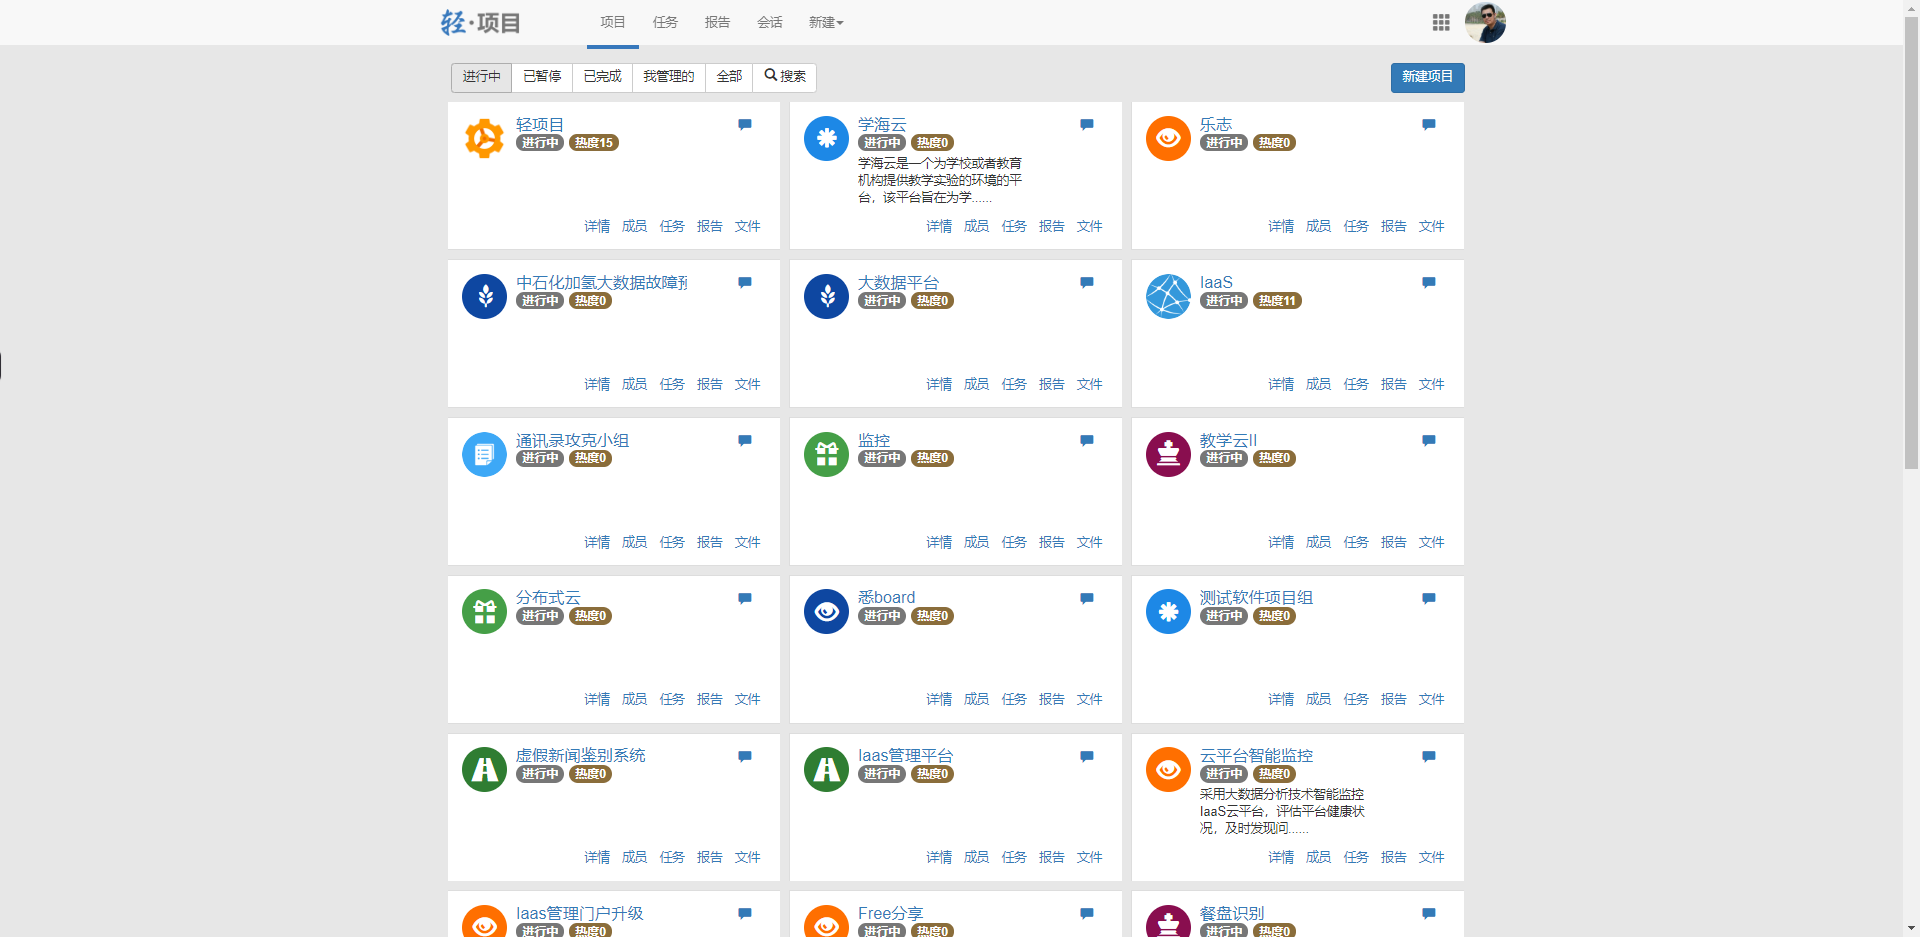 轻·项目
项目 任务 报告 会话 新建
进行中 已暂停 已完成 我管理的 全部 搜索
新建项目
轻项目
进行中 热度15
详情 成员 任务 报告 文件
学海云
进行中 热度0
学海云是一个为学校或者教育
机构提供教学实验的环境的平
台，该平台旨在为学......
详情 成员 任务 报告 文件
乐志
进行中 热度0
详情 成员 任务 报告 文件
中石化加氢大数据故障预
进行中 热度0
详情 成员 任务 报告 文件
大数据平台
进行中 热度0
详情 成员 任务 报告 文件
IaaS
进行中 热度11
详情 成员 任务 报告 文件
通讯录攻克小组
进行中 热度0
详情 成员 任务 报告 文件
监控
进行中 热度0
详情 成员 任务 报告 文件
教学云II
进行中 热度0
详情 成员 任务 报告 文件
分布式云
进行中 热度0
详情 成员 任务 报告 文件
悉board
进行中 热度0
详情 成员 任务 报告 文件
测试软件项目组
进行中 热度0
详情 成员 任务 报告 文件
虚假新闻鉴别系统
进行中 热度0
详情 成员 任务 报告 文件
Iaas管理平台
进行中 热度0
详情 成员 任务 报告 文件
云平台智能监控
进行中 热度0
采用大数据分析技术智能监控
IaaS云平台，评估平台健康状
况，及时发现问......
详情 成员 任务 报告 文件
Iaas管理门户升级
进行中 热度0
Free分享
进行中 热度0
餐盘识别
进行中 热度0